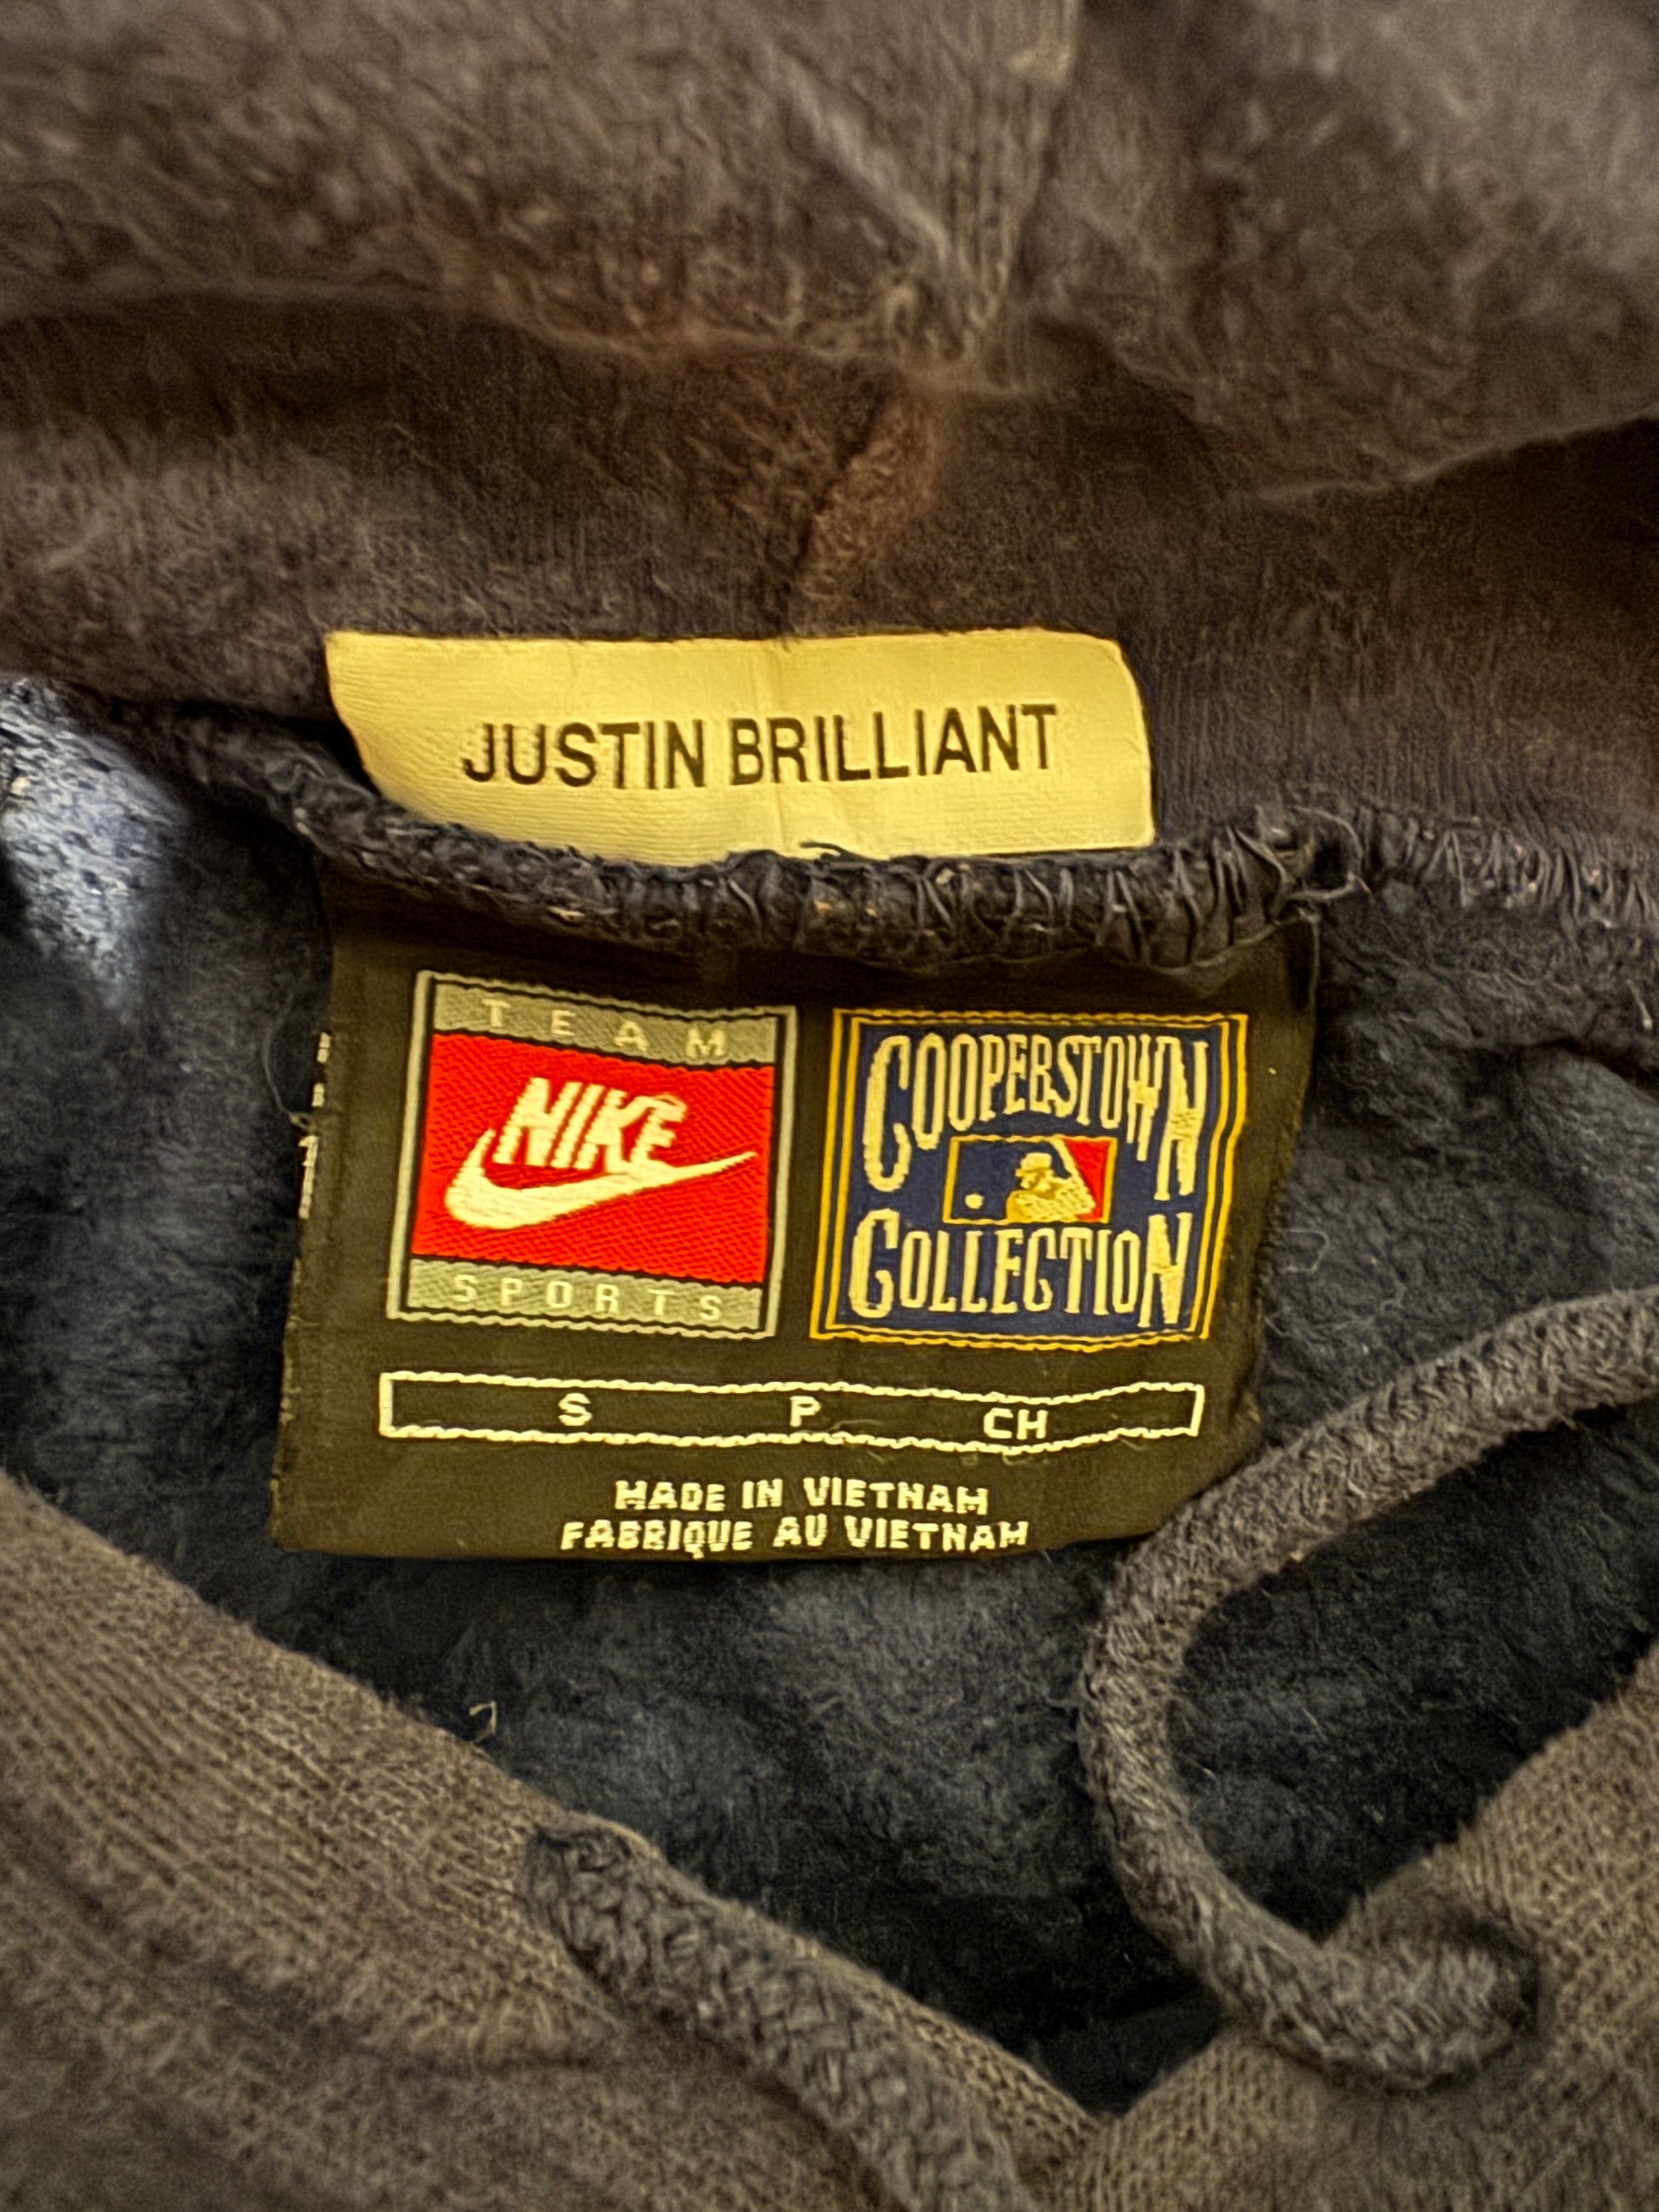 JUSTIN BRILLIANT
TEAM
NIKE
SPORTS
COOPERSTOWN
COLLECTION
S P CH
MADE IN VIETNAM
FABRIQUE AU VIETNAM